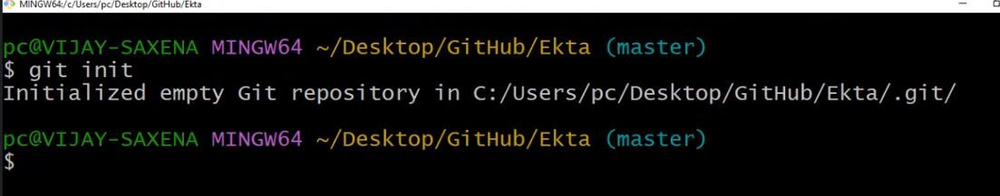 MINGW64:/c/Users/pc/Desktop/GitHub/Ekta
pc@VIJAY-SAXENA MINGW64 ~/Desktop/GitHub/Ekta (master)
$ git init
Initialized empty Git repository in C:/Users/pc/Desktop/GitHub/Ekta/.git/
pc@VIJAY-SAXENA MINGW64 ~/Desktop/GitHub/Ekta (master)
$